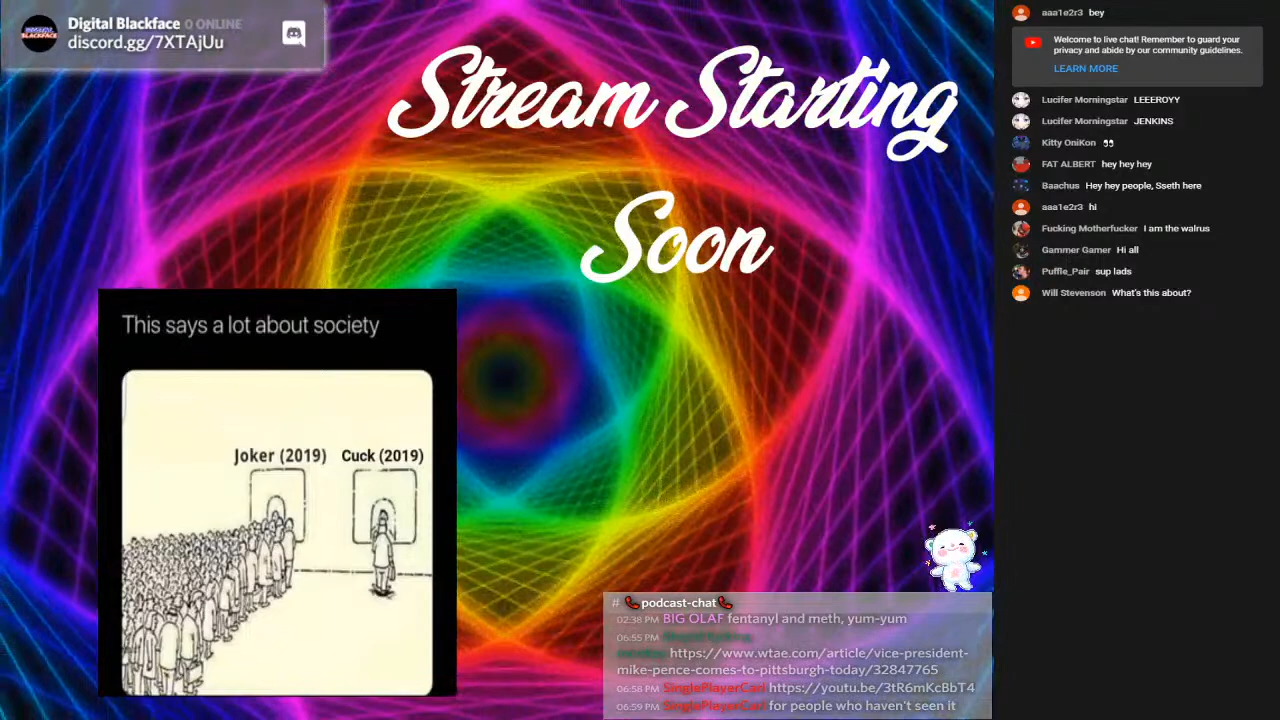 Digital Blackface 0 ONLINE
discord.gg/7XTAjUu
Stream Starting
Soon
This says a lot about society
Joker (2019) Cuck (2019)
# podcast-chat
02:38 PM BIG OLAF fentanyl and meth, yum-yum
06:55 PM
https://www.wtae.com/article/vice-president-
mike-pence-comes-to-pittsburgh-today/32847765
06:58 PM SinglePlayerCarl https://youtu.be/3tR6mKcBbT4
06:59 PM SinglePlayerCarl for people who haven't seen it
aaa1e2r3 bey
Welcome to live chat! Remember to guard your
privacy and abide by our community guidelines.
LEARN MORE
Lucifer Morningstar LEEEROYY
Lucifer Morningstar JENKINS
Kitty OniKon 👀
FAT ALBERT hey hey hey
Baachus Hey hey people, Sseth here
aaa1e2r3 hi
Fucking Motherfucker I am the walrus
Gammer Gamer Hi all
Puffle_Pair sup lads
Will Stevenson What's this about?